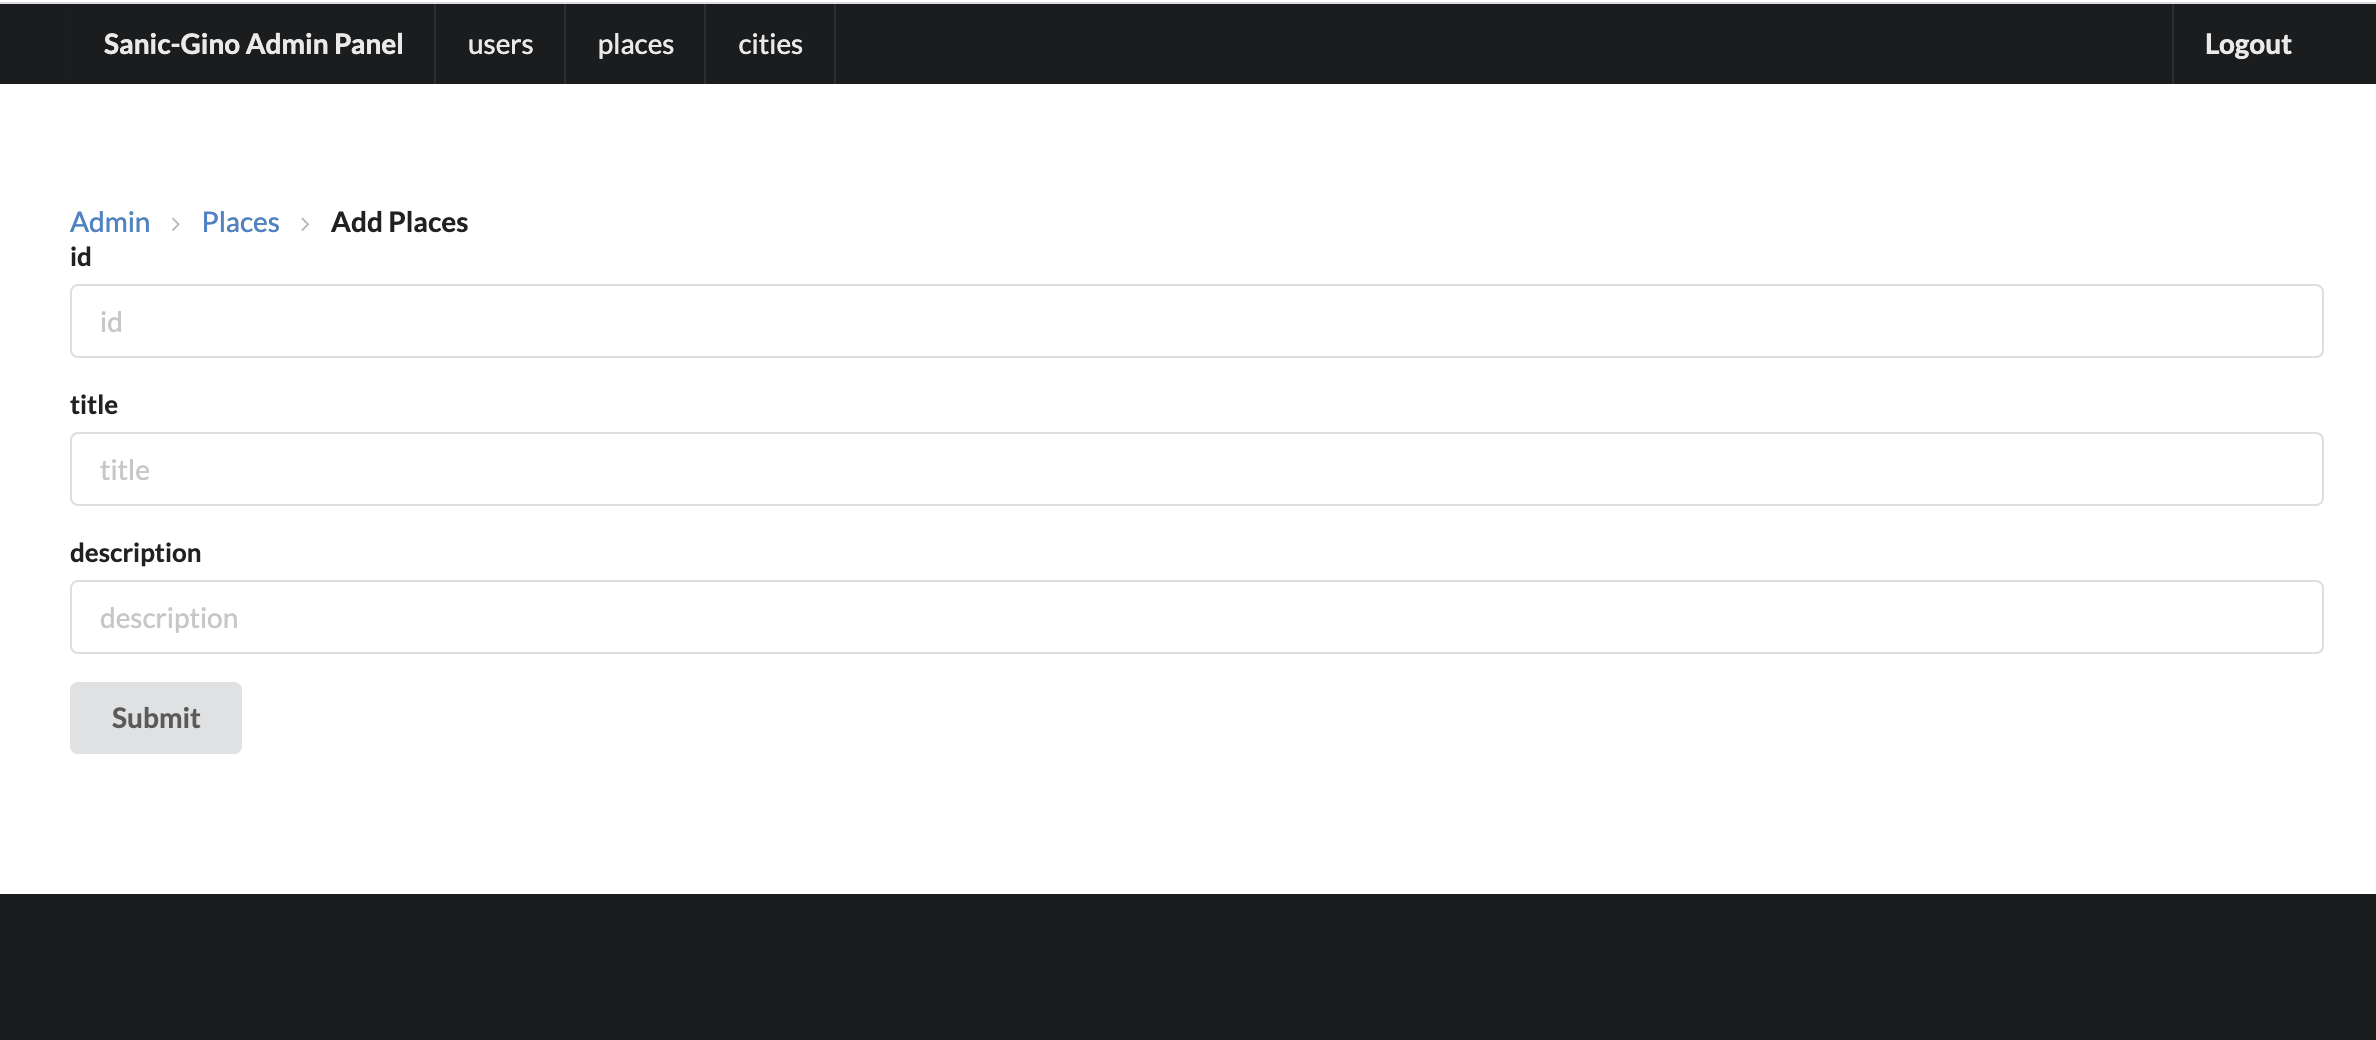 Sanic-Gino Admin Panel users places cities Logout
Admin > Places > Add Places
id
id
title
title
description
description
Submit